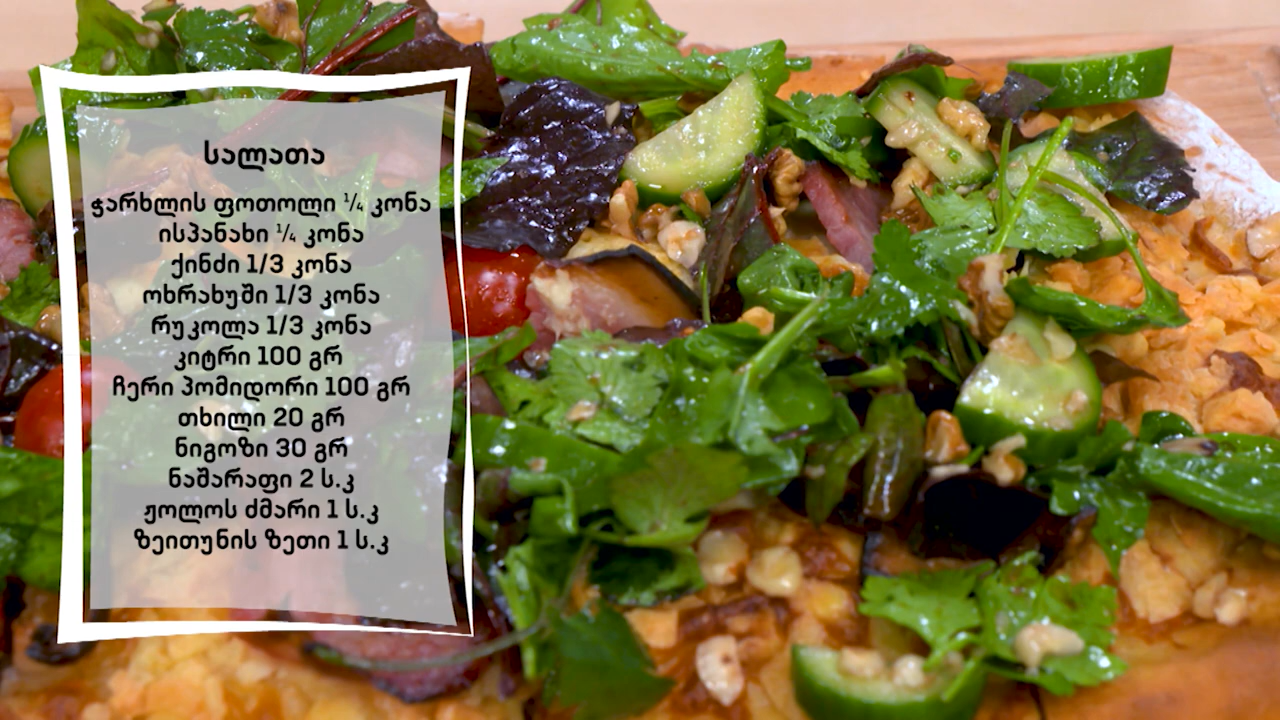 სალათა
ჭარხლის ფოთოლი ¼ კონა
ისპანახი ¼ კონა
ქინძი 1/3 კონა
ოხრახუში 1/3 კონა
რუკოლა 1/3 კონა
კიტრი 100 გრ
ჩერი პომიდორი 100 გრ
თხილი 20 გრ
ნიგოზი 30 გრ
ნაშარაფი 2 ს.კ
ჟოლოს ძმარი 1 ს.კ
ზეითუნის ზეთი 1 ს.კ